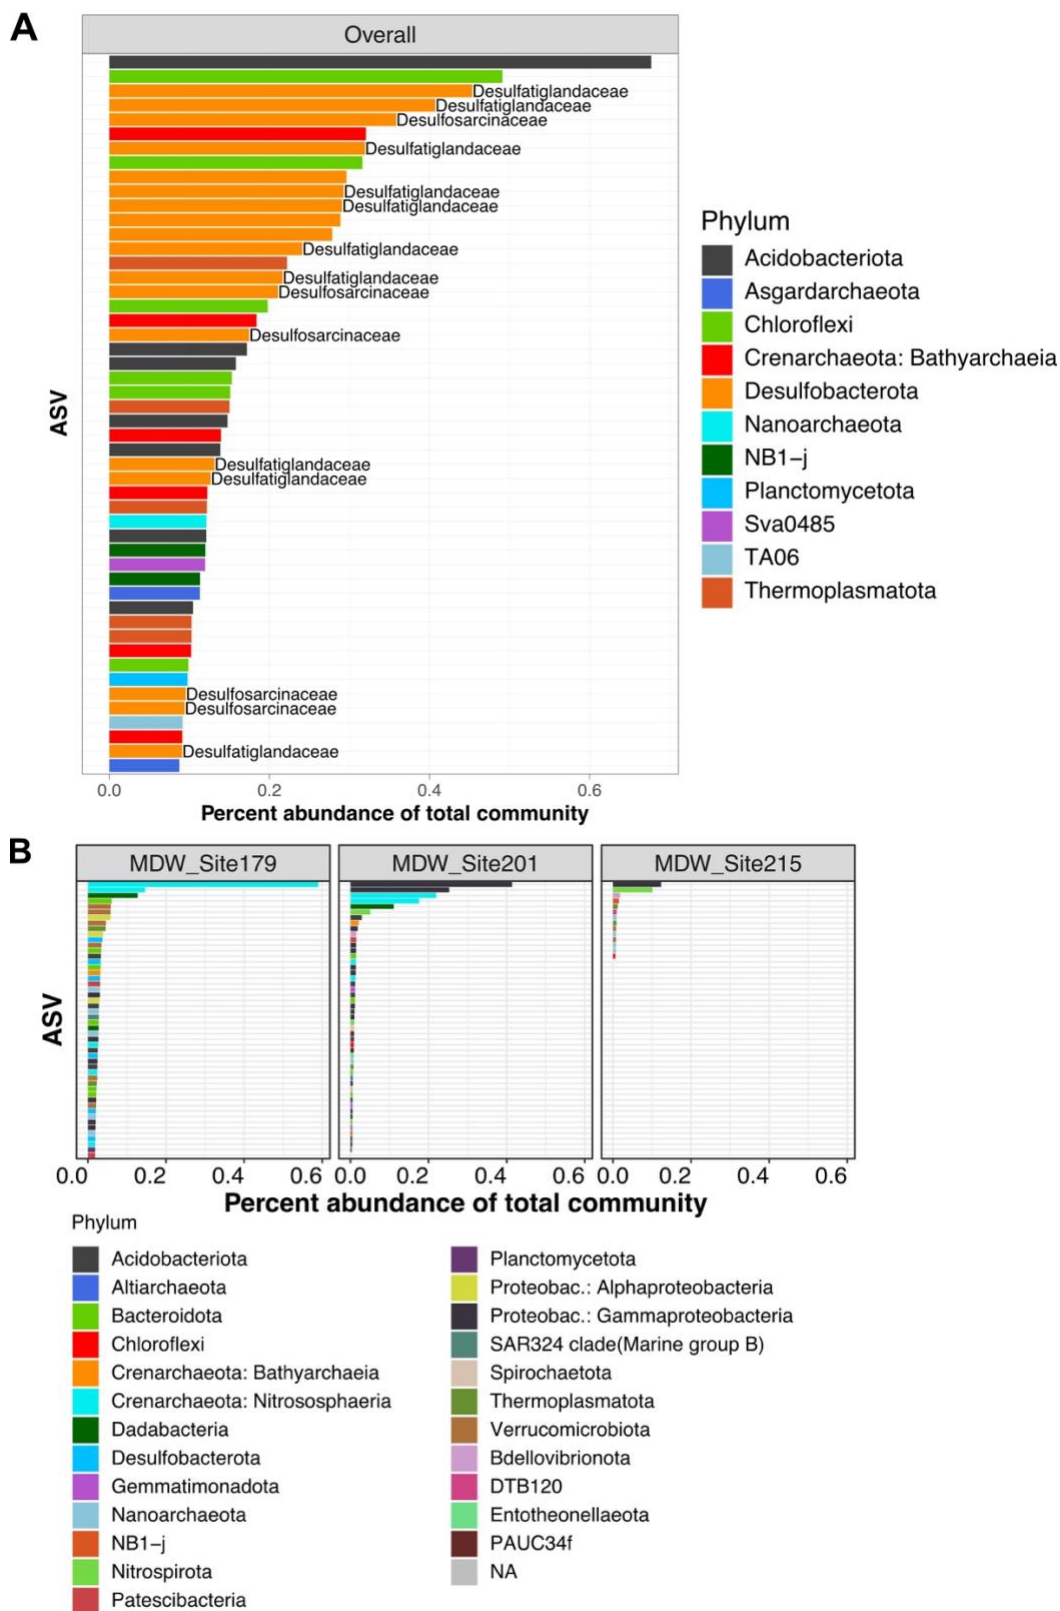 A
Overall
Desulfatiglandaceae
Desulfatiglandaceae
Desulfosarcinaceae
Desulfatiglandaceae
Desulfatiglandaceae
Desulfatiglandaceae
Desulfatiglandaceae
Desulfatiglandaceae
Desulfosarcinaceae
Desulfosarcinaceae
Desulfatiglandaceae
Desulfatiglandaceae
Desulfosarcinaceae
Desulfosarcinaceae
Desulfatiglandaceae
ASV
0.0 0.2 0.4 0.6
Percent abundance of total community
Phylum
Acidobacteriota
Asgardarchaeota
Chloroflexi
Crenarchaeota: Bathyarchaeia
Desulfobacterota
Nanoarchaeota
NB1−j
Planctomycetota
Sva0485
TA06
Thermoplasmatota
B
MDW_Site179 MDW_Site201 MDW_Site215
ASV
0.0 0.2 0.4 0.6 0.0 0.2 0.4 0.6 0.0 0.2 0.4 0.6
Percent abundance of total community
Phylum
Acidobacteriota
Altiarchaeota
Bacteroidota
Chloroflexi
Crenarchaeota: Bathyarchaeia
Crenarchaeota: Nitrososphaeria
Dadabacteria
Desulfobacterota
Gemmatimonadota
Nanoarchaeota
NB1−j
Nitrospirota
Patescibacteria
Planctomycetota
Proteobac.: Alphaproteobacteria
Proteobac.: Gammaproteobacteria
SAR324 clade(Marine group B)
Spirochaetota
Thermoplasmatota
Verrucomicrobiota
Bdellovibrionota
DTB120
Entotheonellaeota
PAUC34f
NA